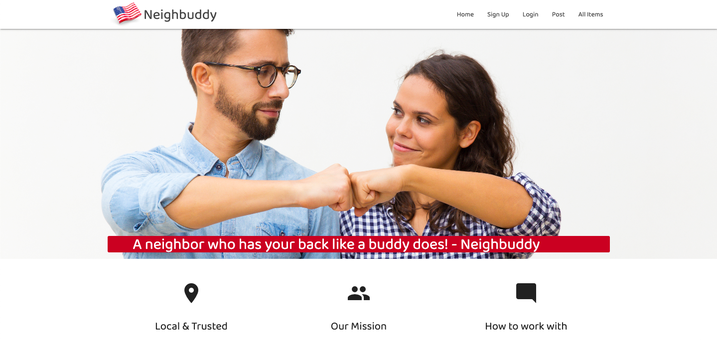 Neighbuddy
Home Sign Up Login Post All Items
A neighbor who has your back like a buddy does! - Neighbuddy
Local & Trusted
Our Mission
How to work with